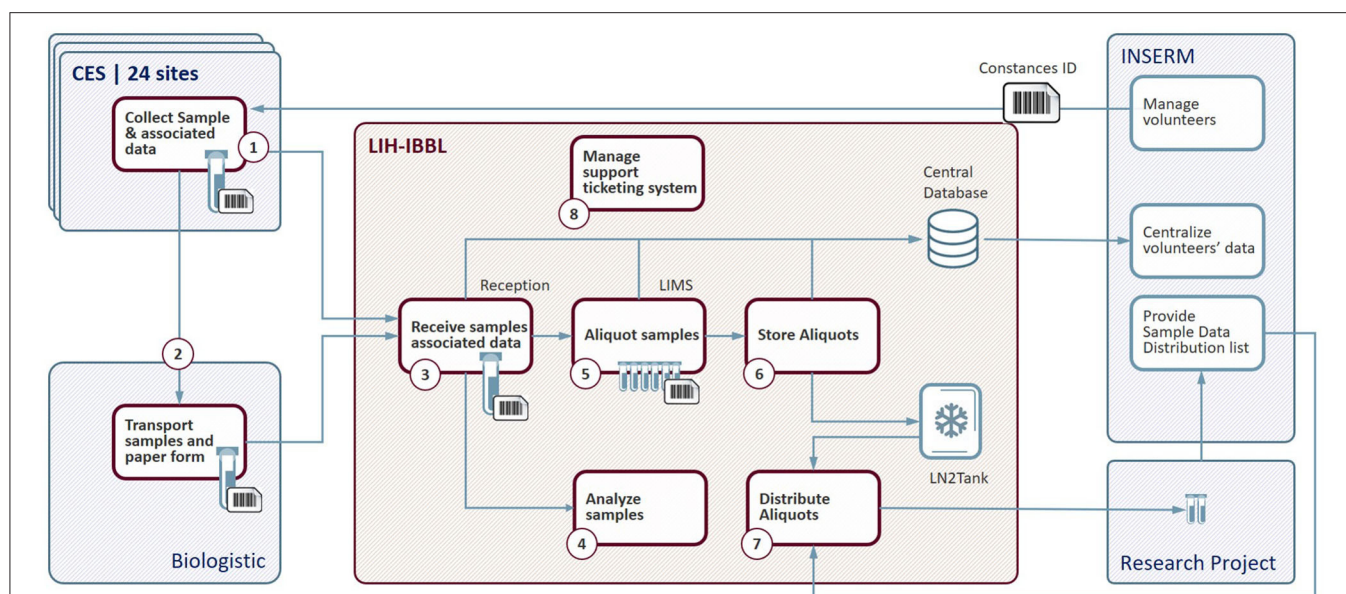 CES | 24 sites
Collect Sample
& associated
data
1
2
Transport
samples and
paper form
Biologistic
LIH-IBBL
Manage
support
ticketing system
8
Reception
Receive samples
associated data
3
LIMS
Aliquot samples
5
Store Aliquots
6
Analyze
samples
4
Distribute
Aliquots
7
Central
Database
LN2Tank
Constances ID
INSERM
Manage
volunteers
Centralize
volunteers’ data
Provide
Sample Data
Distribution list
Research Project